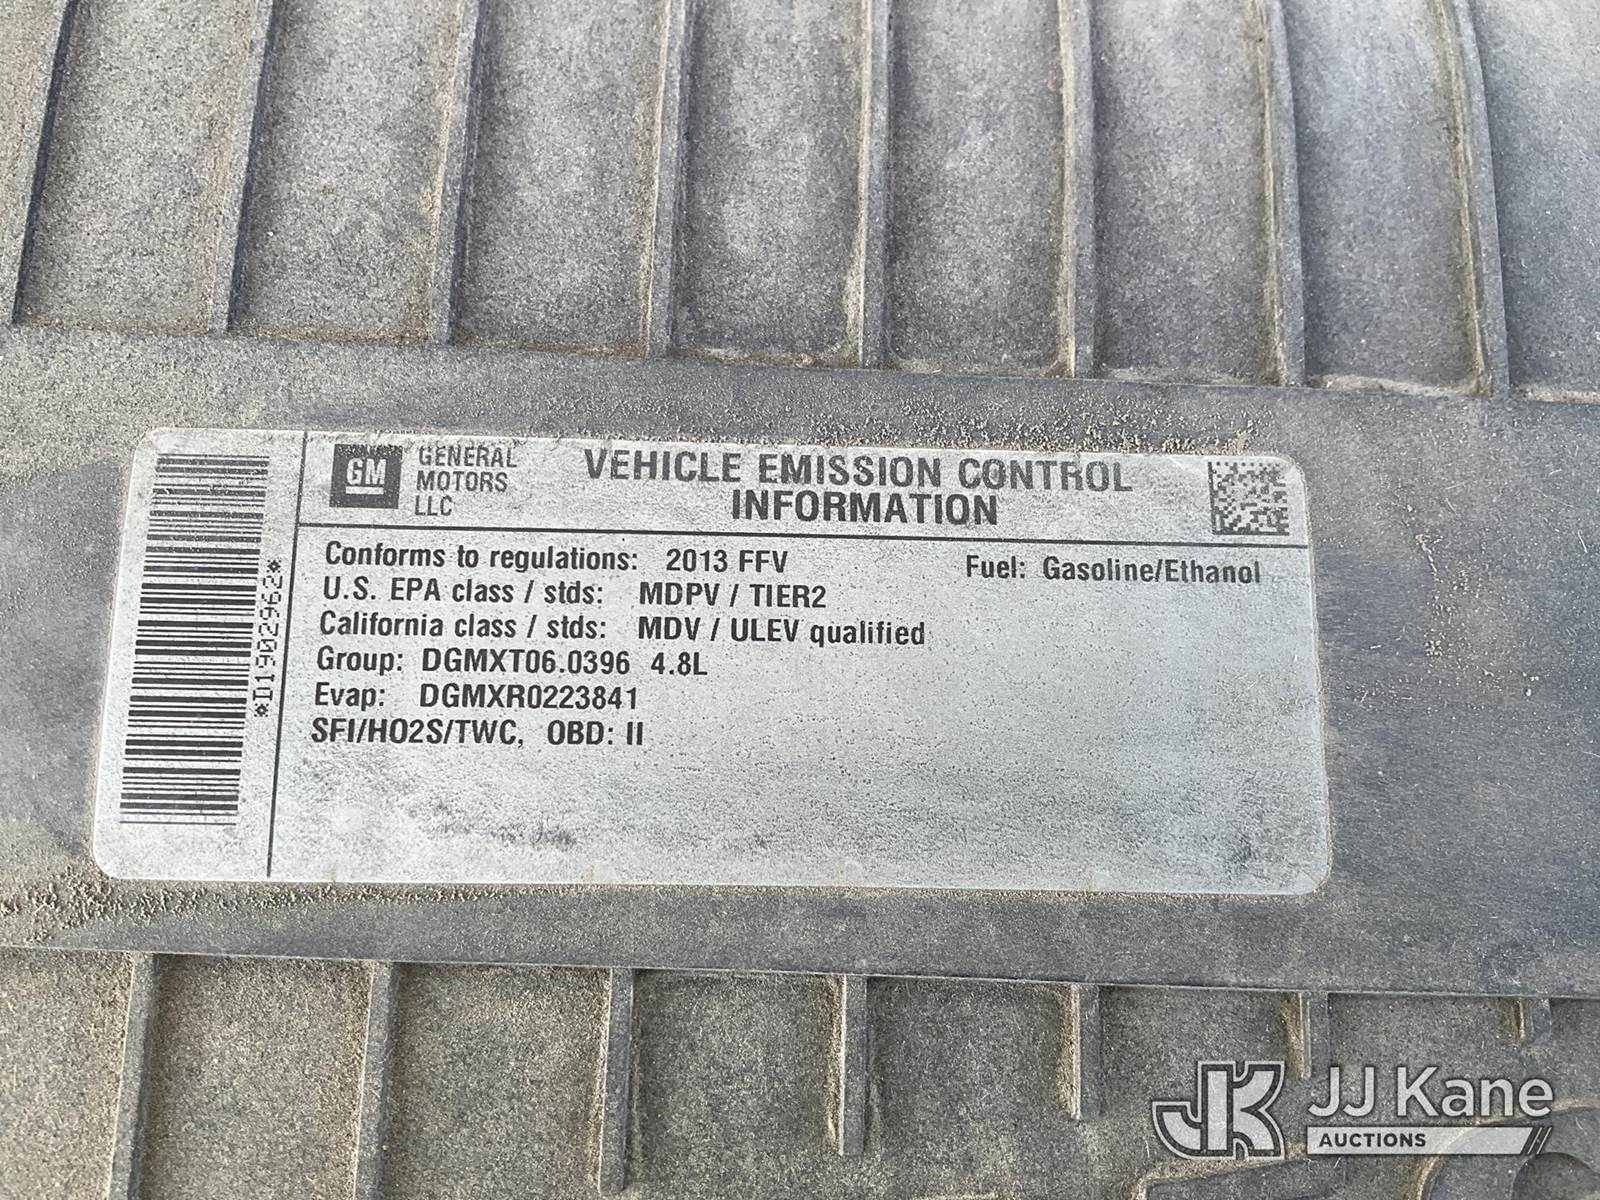 GM
GENERAL
MOTORS
LLC
VEHICLE EMISSION CONTROL
INFORMATION
Conforms to regulations: 2013 FFV
Fuel: Gasoline/Ethanol
U.S. EPA class / stds: MDPV / TIER2
California class / stds: MDV / ULEV qualified
Group: DGMXT06.0396 4.8L
Evap: DGMXR0223841
SFI/HO2S/TWC, OBD: II
*D1902962*
JK JJ Kane
AUCTIONS